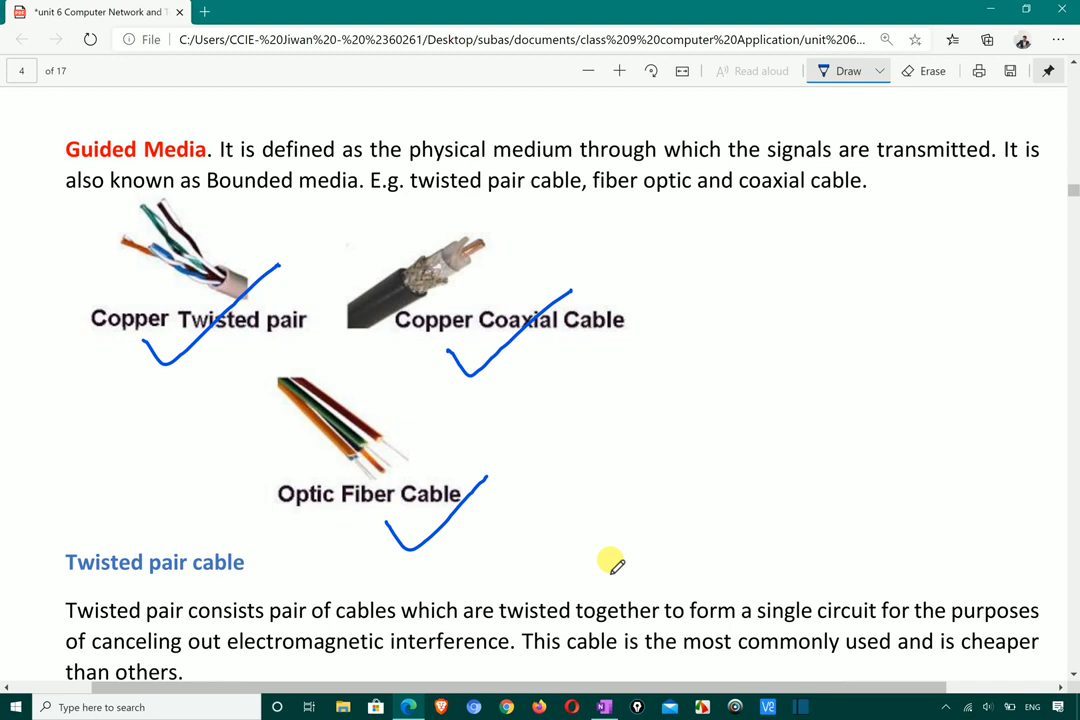 *unit 6 Computer Network and T
File
C:/Users/CCIE-%20Jiwan%20-%20%2360261/Desktop/subas/documents/class%209%20computer%20Application/unit%206...
4 of 17
Read aloud
Draw
Erase
Guided Media. It is defined as the physical medium through which the signals are transmitted. It is
also known as Bounded media. E.g. twisted pair cable, fiber optic and coaxial cable.
Copper Twisted pair
Copper Coaxial Cable
Optic Fiber Cable
Twisted pair cable
Twisted pair consists pair of cables which are twisted together to form a single circuit for the purposes
of canceling out electromagnetic interference. This cable is the most commonly used and is cheaper
than others.
Type here to search
ENG